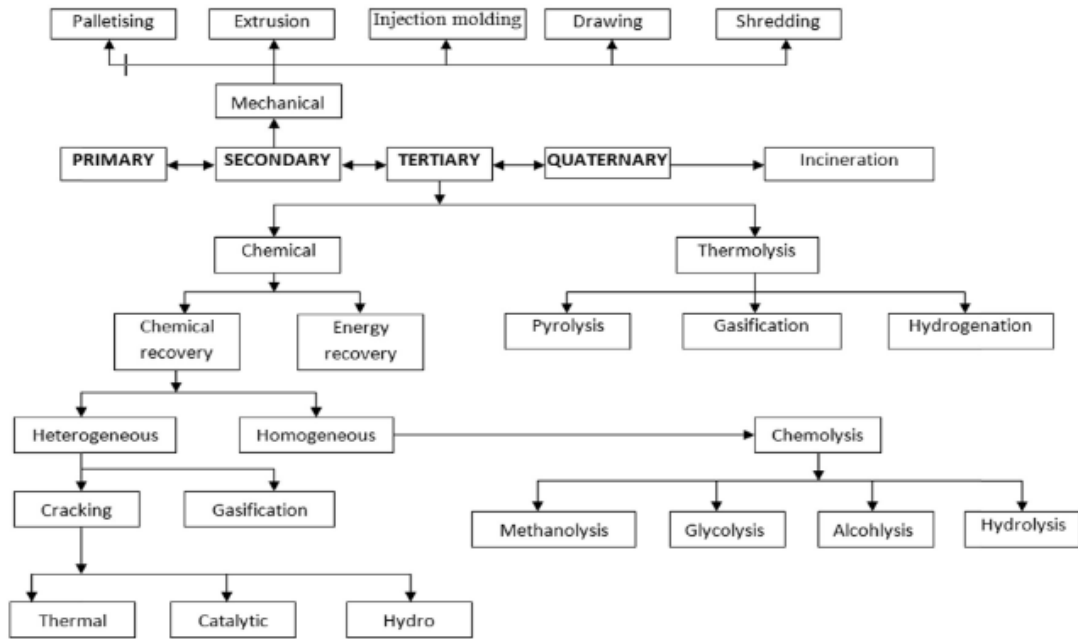 Palletising
Extrusion
Injection molding
Drawing
Shredding
Mechanical
PRIMARY
SECONDARY
TERTIARY
QUATERNARY
Incineration
Chemical
Thermolysis
Chemical
recovery
Energy
recovery
Pyrolysis
Gasification
Hydrogenation
Heterogeneous
Homogeneous
Chemolysis
Cracking
Gasification
Methanolysis
Glycolysis
Alcohlysis
Hydrolysis
Thermal
Catalytic
Hydro